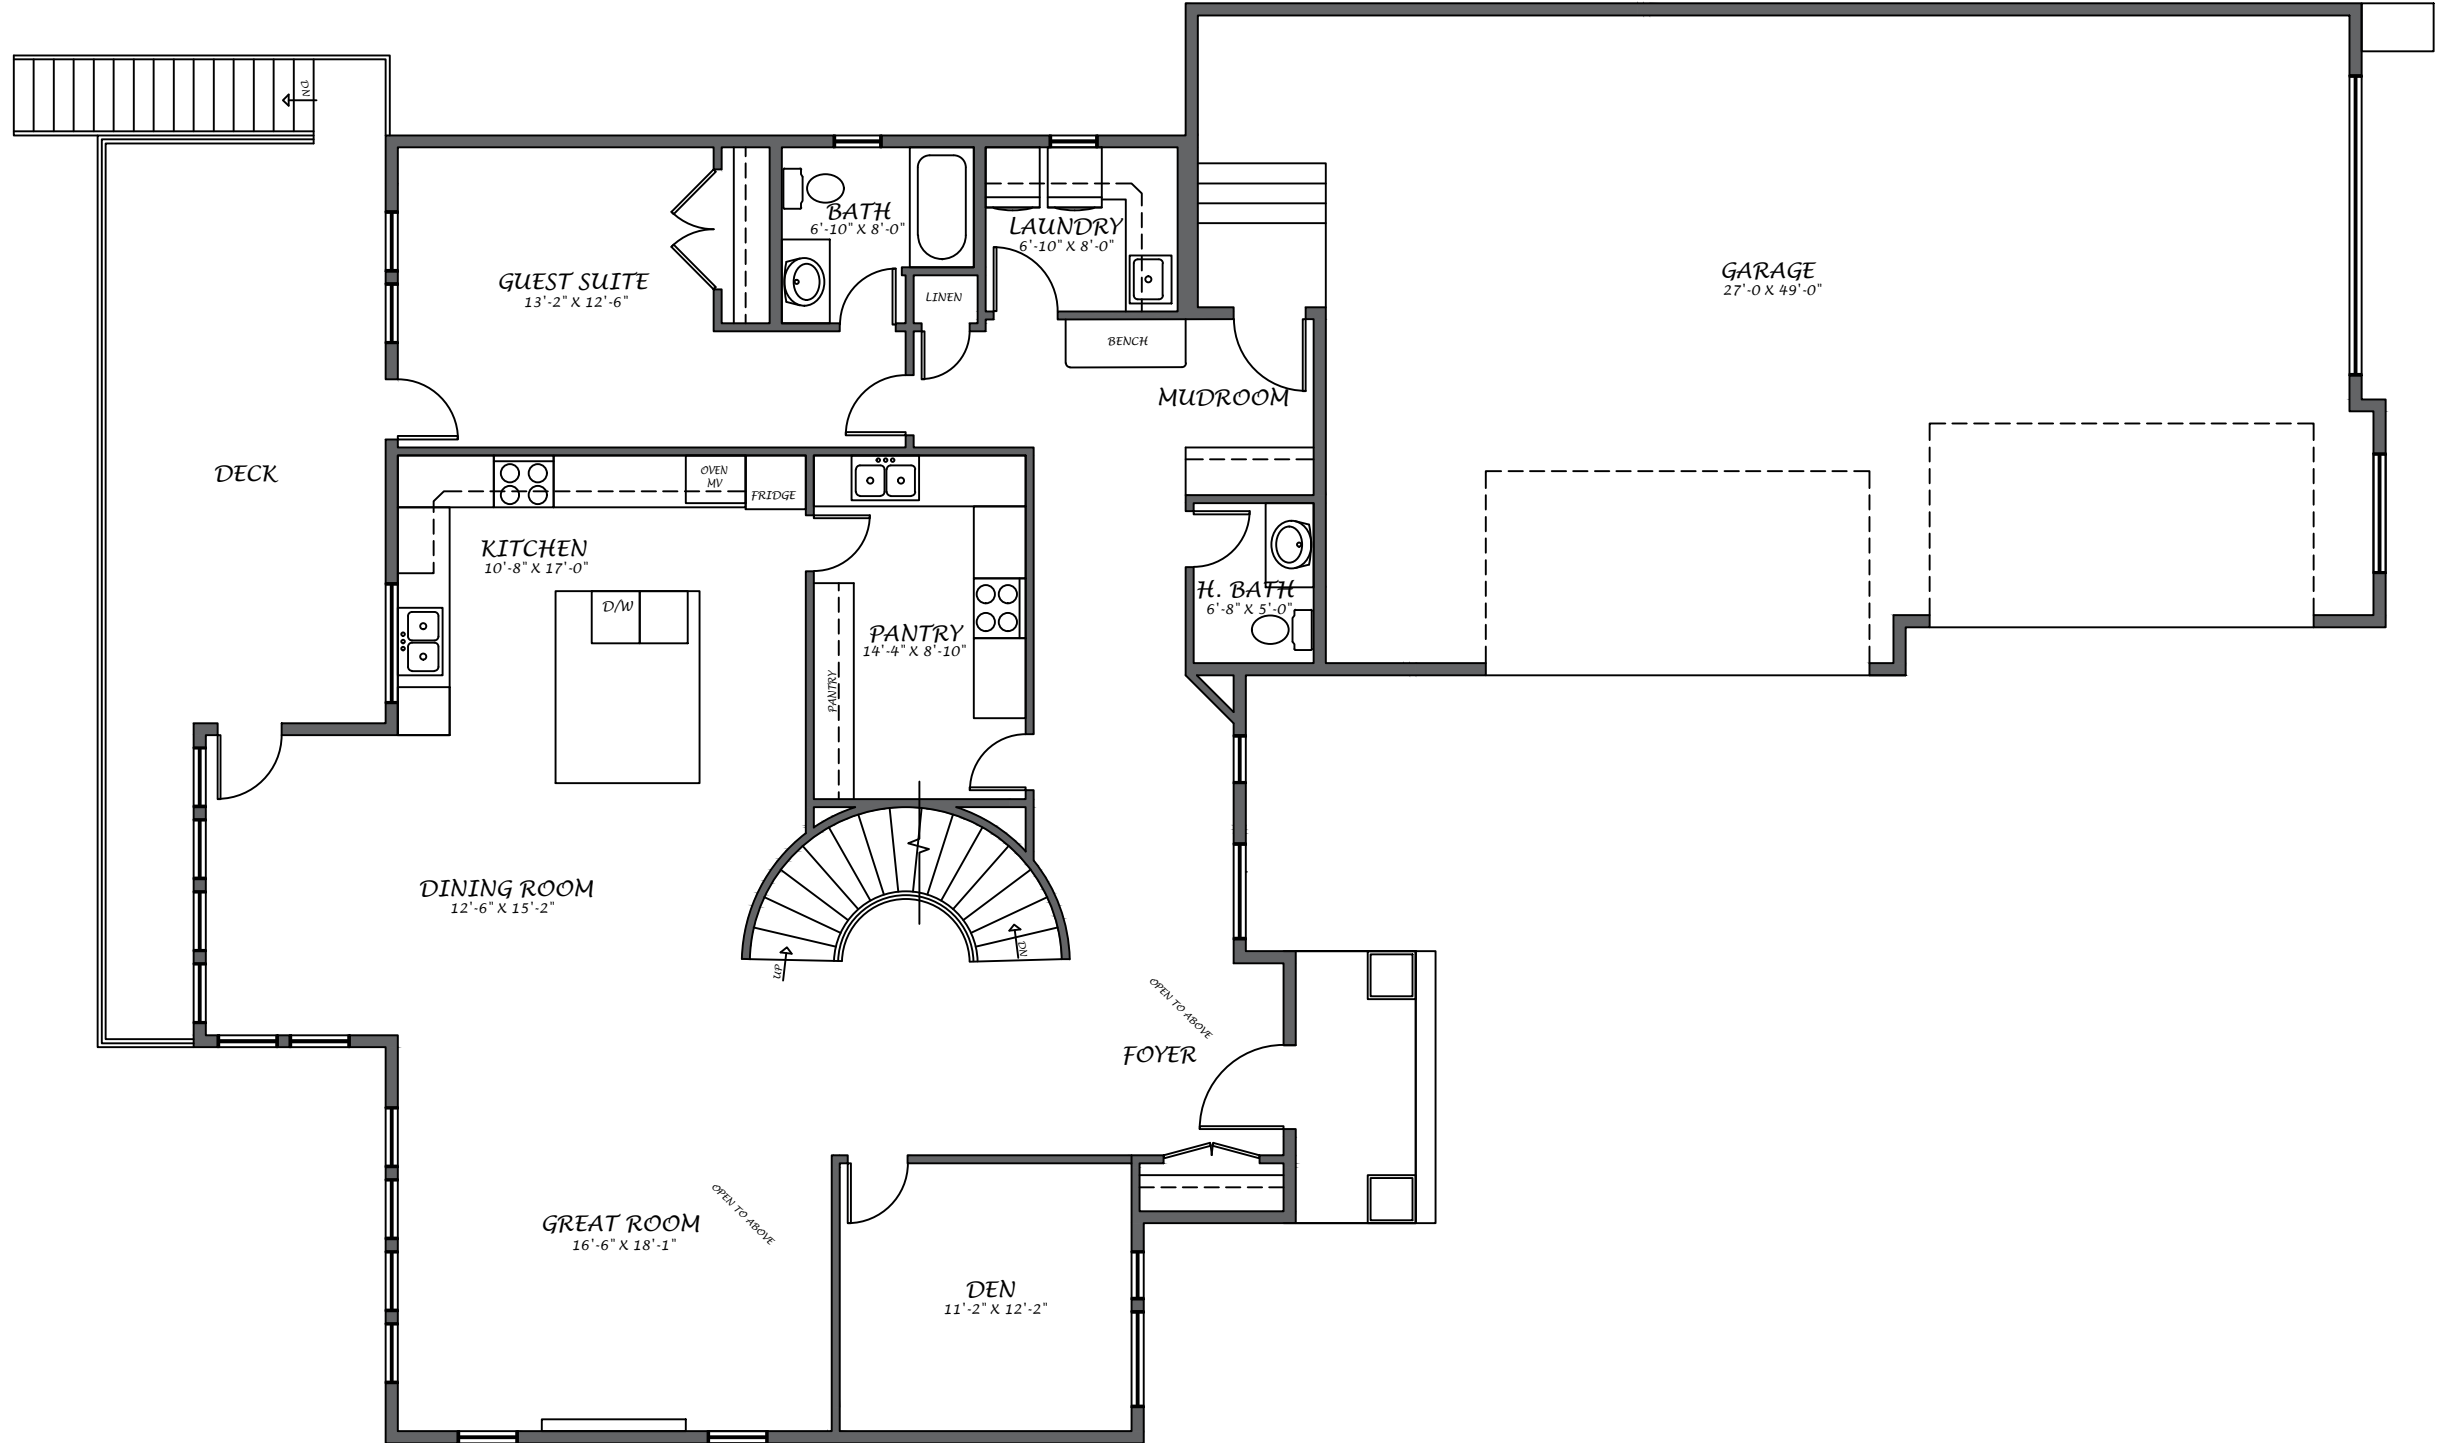 DN
BATH
6'-10" X 8'-0"
LAUNDRY
6'-10" X 8'-0"
GUEST SUITE
13'-2" X 12'-6"
LINEN
GARAGE
27'-0 X 49'-0"
BENCH
MUDROOM
DECK
OVEN
MV
FRIDGE
KITCHEN
10'-8" X 17'-0"
D/W
H. BATH
6'-8" X 5'-0"
PANTRY
14'-4" X 8'-10"
PANTRY
DINING ROOM
12'-6" X 15'-2"
UP
DN
OPEN TO ABOVE
FOYER
GREAT ROOM
16'-6" X 18'-1"
OPEN TO ABOVE
DEN
11'-2" X 12'-2"